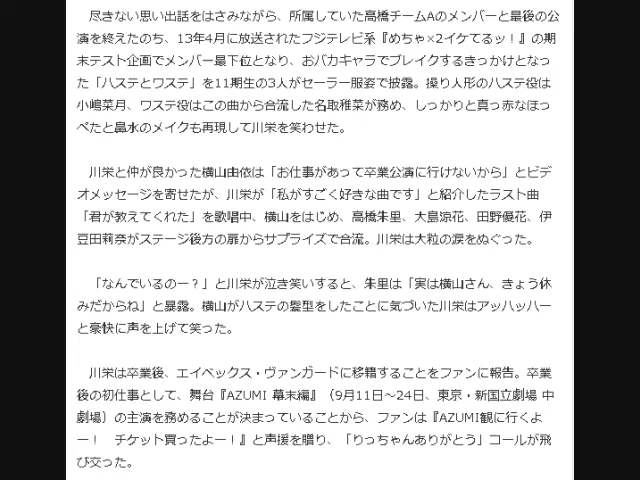 尽きない思い出話をはさみながら、所属していた高橋チームAのメンバーと最後の公
演を終えたのち、13年4月に放送されたフジテレビ系『めちゃ×2イケてるッ！』の期
末テスト企画でメンバー最下位となり、おバカキャラでブレイクするきっかけとなっ
た「ハステとワステ」を11期生の3人がセーラー服姿で披露。操り人形のハステ役は
小嶋菜月、ワステ役はこの曲から合流した名取稚菜が務め、しっかりと真っ赤なほっ
ぺたと鼻水のメイクも再現して川栄を笑わせた。
川栄と仲が良かった横山由依は「お仕事があって卒業公演に行けないから」とビデ
オメッセージを寄せたが、川栄が「私がすごく好きな曲です」と紹介したラスト曲
「君が教えてくれた」を歌唱中、横山をはじめ、高橋朱里、大島涼花、田野優花、伊
豆田莉奈がステージ後方の扉からサプライズで合流。川栄は大粒の涙をぬぐった。
「なんでいるのー？」と川栄が泣き笑いすると、朱里は「実は横山さん、きょう休
みだからね」と暴露。横山がハステの髪型をしたことに気づいた川栄はアッハッハー
と豪快に声を上げて笑った。
川栄は卒業後、エイベックス・ヴァンガードに移籍することをファンに報告。卒業
後の初仕事として、舞台『AZUMI 幕末編』（9月11日～24日、東京・新国立劇場 中
劇場）の主演を務めることが決まっていることから、ファンは『AZUMI観に行くよ
ー！　チケット買ったよー！』と声援を贈り、「りっちゃんありがとう」コールが飛
び交った。